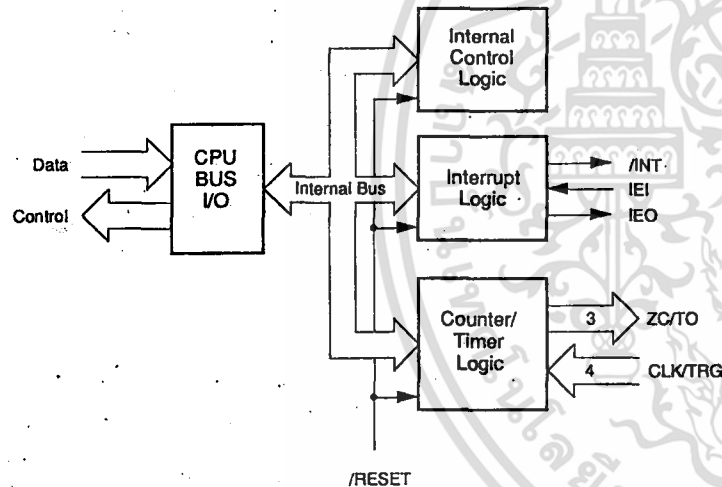 Internal
Control
Logic
Data
Control
CPU
BUS
I/O
Internal Bus
Interrupt
Logic
/INT
IEI
IEO
Counter/
Timer
Logic
3
ZC/TO
4
CLK/TRG
/RESET